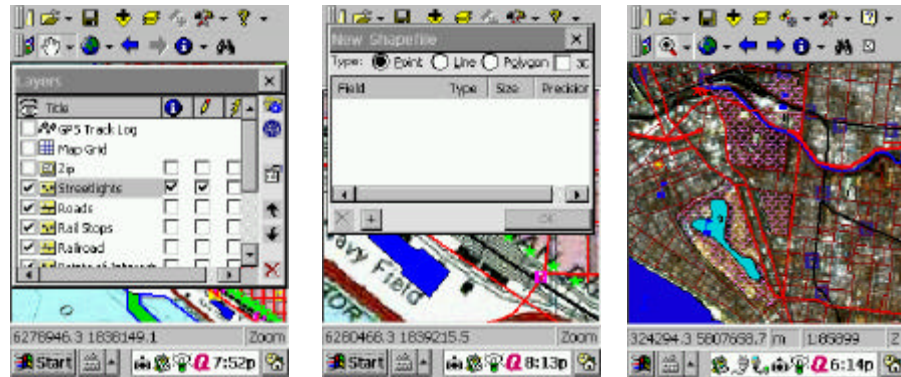 Layers
Title
GPS Track Log
Map Grid
Zip
Streetlights
Roads
Rail Stops
Railroad
6278946.3 1838149.1 Zoom
Start 7:52p
New Shapefile
Type: Point Line Polygon
Field Type Size Precision
OK
Navy Field
6280468.3 1839215.5 Zoom
Start 8:13p
324294.3 5807658.7 m 1:85899 Z
6:14p